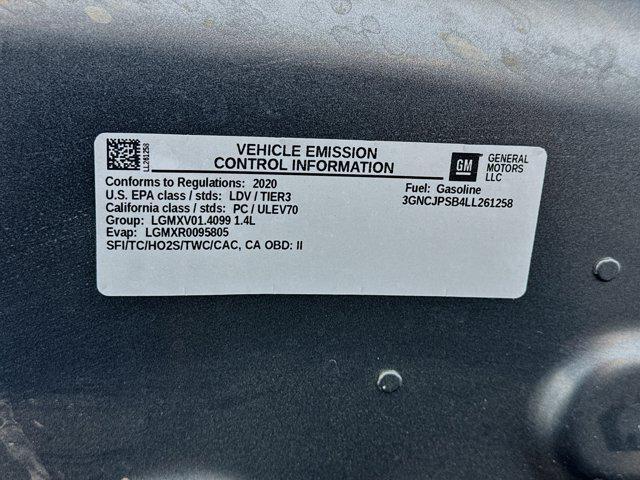 LL261258
VEHICLE EMISSION
CONTROL INFORMATION
GM
GENERAL
MOTORS
LLC
Conforms to Regulations: 2020
U.S. EPA class / stds: LDV / TIER3
California class / stds: PC / ULEV70
Group: LGMXV01.4099 1.4L
Evap: LGMXR0095805
SFI/TC/HO2S/TWC/CAC, CA OBD: II
Fuel: Gasoline
3GNCJPSB4LL261258